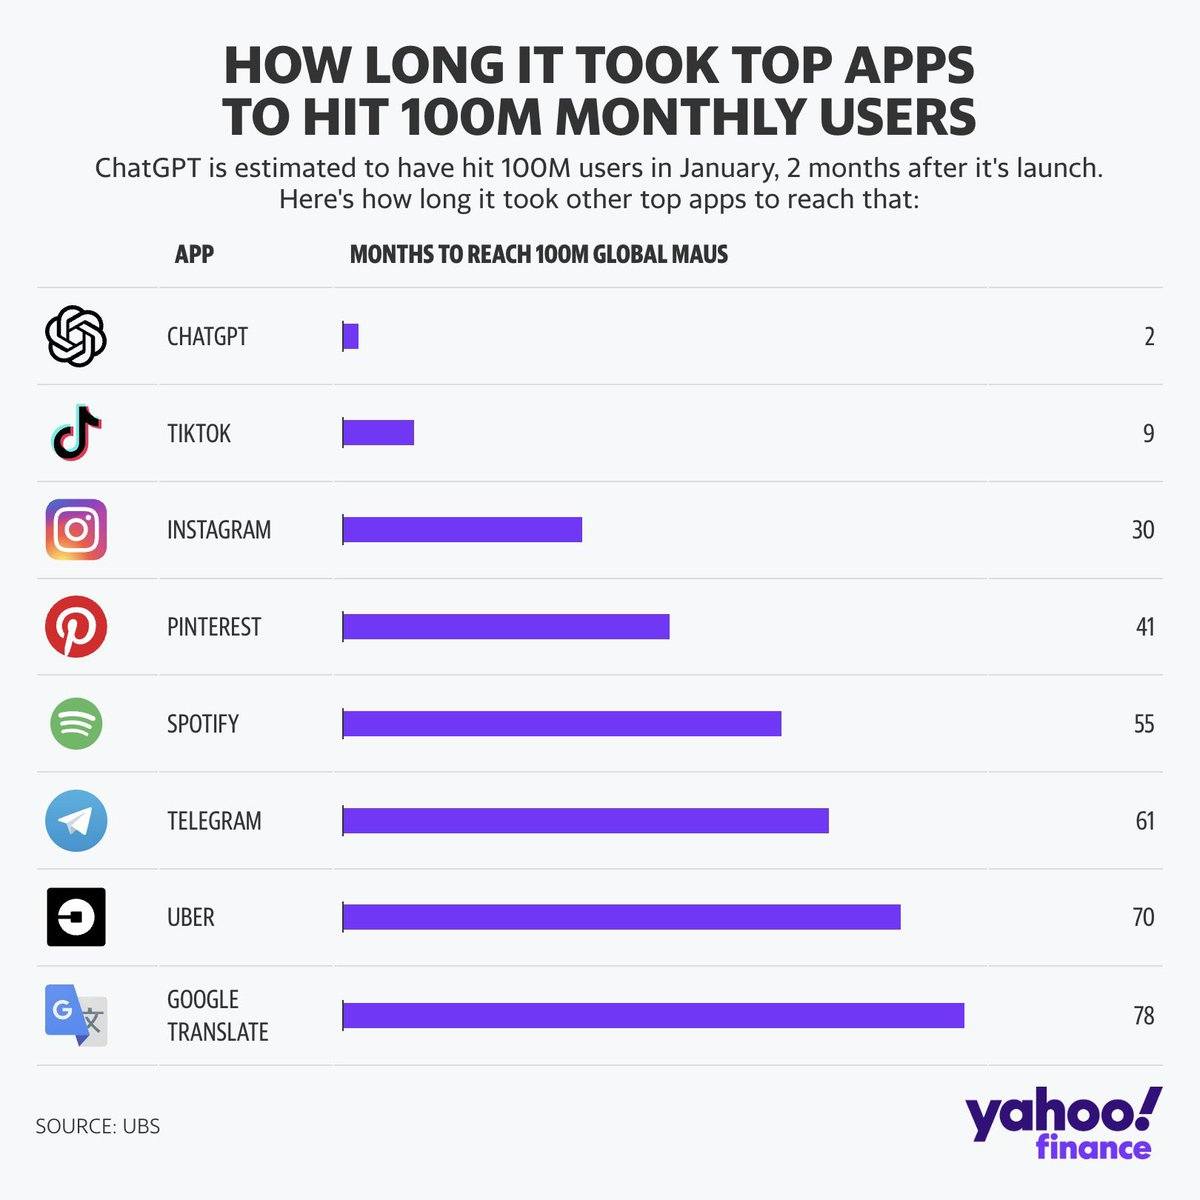 HOW LONG IT TOOK TOP APPS
TO HIT 100M MONTHLY USERS
ChatGPT is estimated to have hit 100M users in January, 2 months after it's launch.
Here's how long it took other top apps to reach that:
APP MONTHS TO REACH 100M GLOBAL MAUS
CHATGPT 2
TIKTOK 9
INSTAGRAM 30
PINTEREST 41
SPOTIFY 55
TELEGRAM 61
UBER 70
G 文
GOOGLE
TRANSLATE 78
SOURCE: UBS
yahoo!
finance